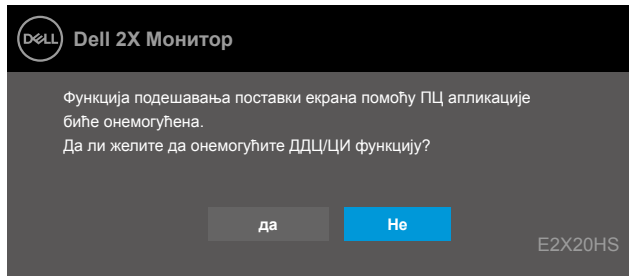 DELL
Dell 2X Монитор
Функција подешавања поставки екрана помоћу ПЦ апликације
биће онемогућена.
Да ли желите да онемогућите ДДЦ/ЦИ функцију?
да
Не
E2X20HS